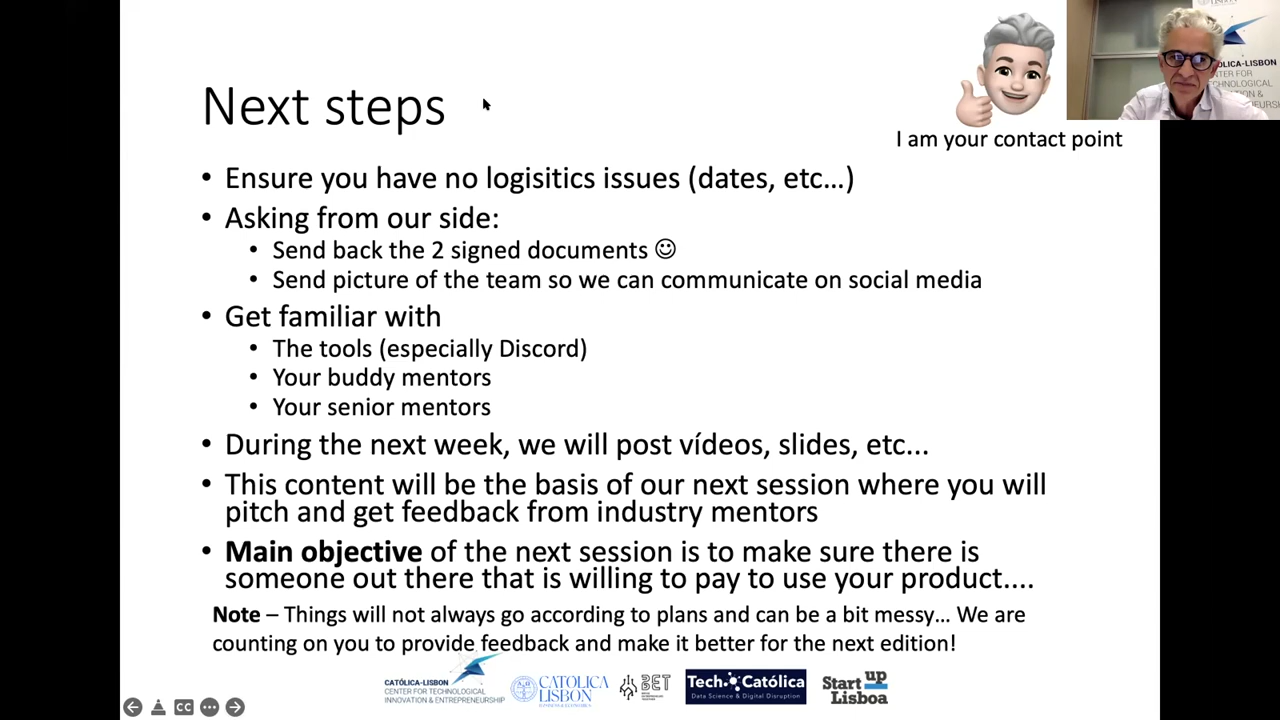 Next steps
I am your contact point
• Ensure you have no logisitics issues (dates, etc…)
• Asking from our side:
• Send back the 2 signed documents ☺
• Send picture of the team so we can communicate on social media
• Get familiar with
• The tools (especially Discord)
• Your buddy mentors
• Your senior mentors
• During the next week, we will post vídeos, slides, etc...
• This content will be the basis of our next session where you will
pitch and get feedback from industry mentors
• Main objective of the next session is to make sure there is
someone out there that is willing to pay to use your product....
Note – Things will not always go according to plans and can be a bit messy… We are
counting on you to provide feedback and make it better for the next edition!
CATÓLICA-LISBON
CENTER FOR TECHNOLOGICAL
INNOVATION & ENTREPRENEURSHIP
CATOLICA
LISBON
BET
Tech Católica
Data Science & Digital Disruption
Start up
Lisboa
CC